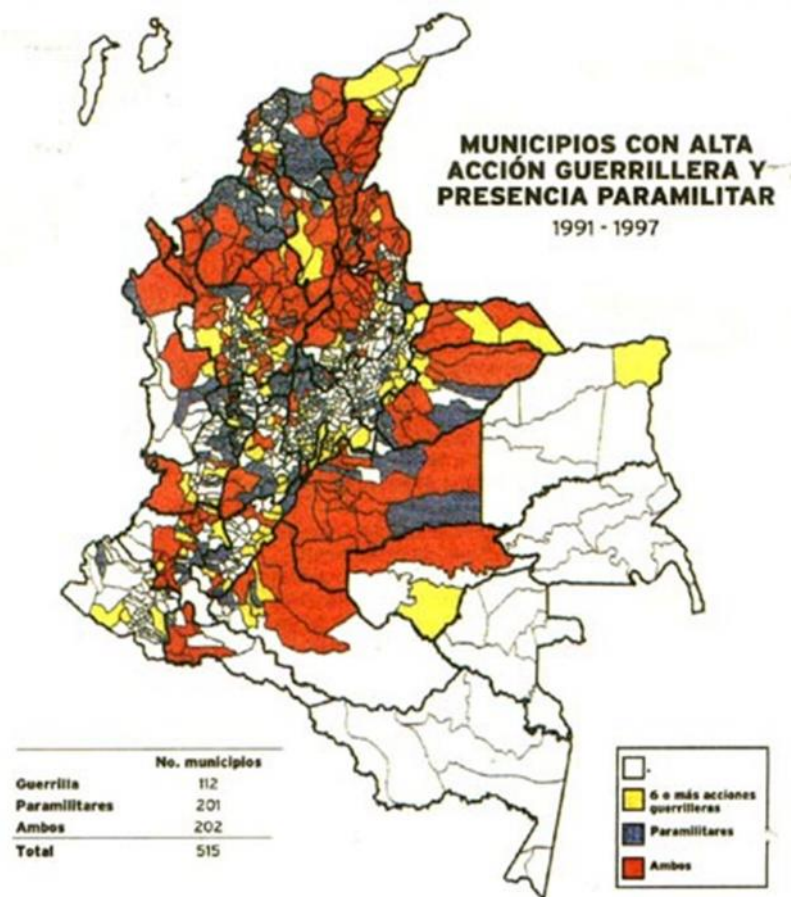 MUNICIPIOS CON ALTA
ACCIÓN GUERRILLERA Y
PRESENCIA PARAMILITAR
1991 - 1997
No. municipios
Guerrilla 112
Paramilitares 201
Ambos 202
Total 515
-
6 o más acciones
guerrilleras
Paramilitares
Ambos